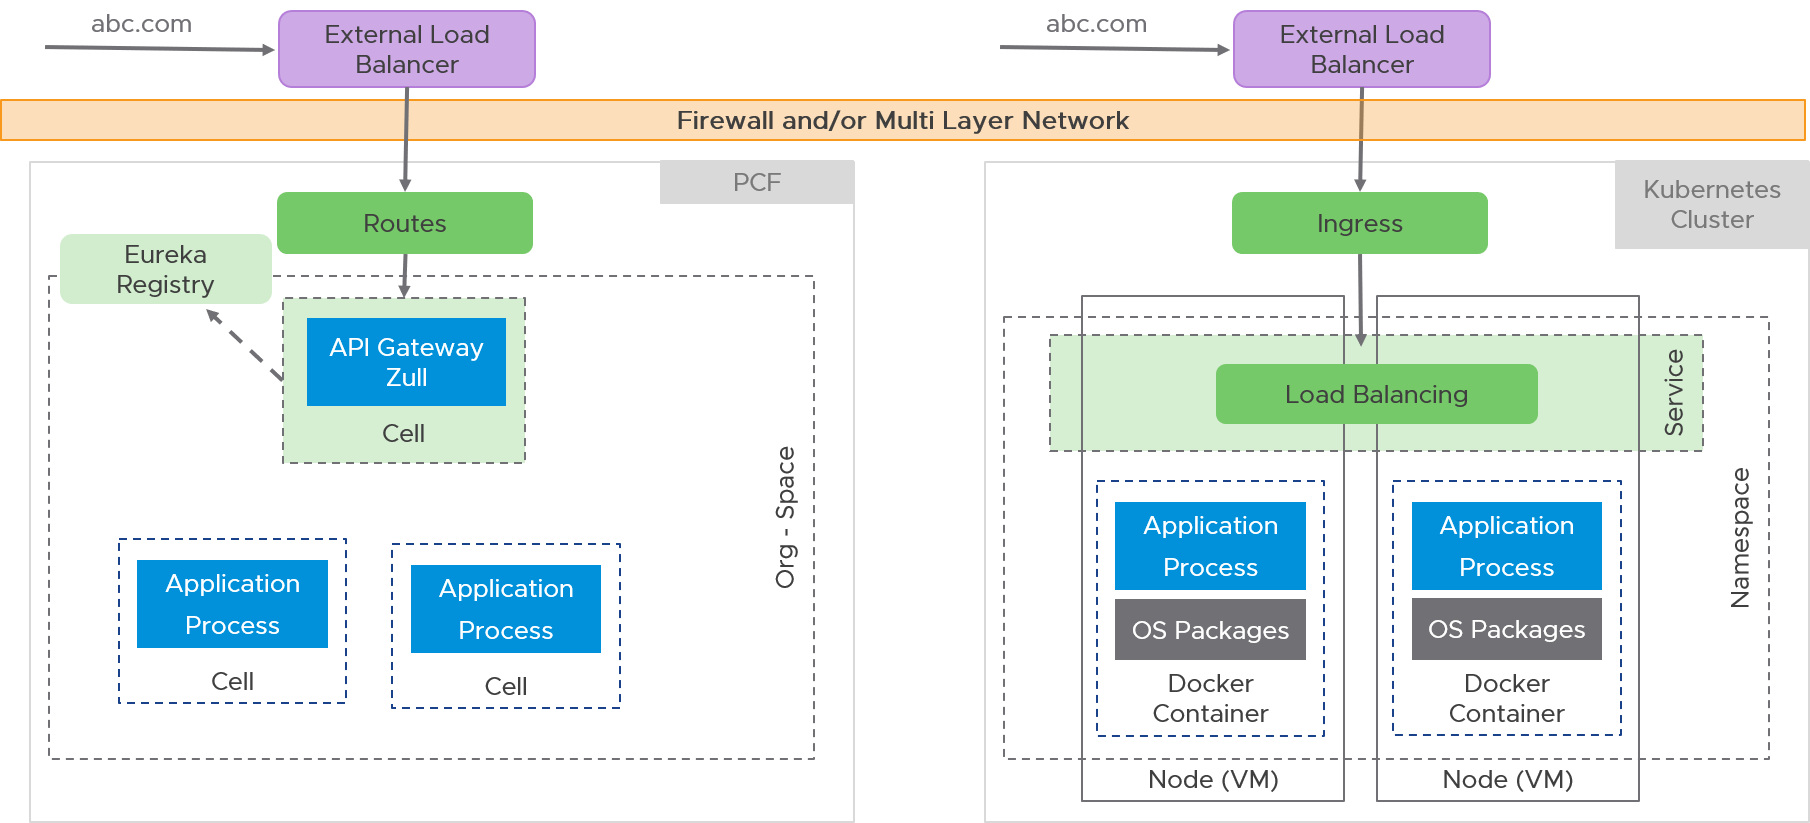 abc.com
External Load
Balancer
abc.com
External Load
Balancer
Firewall and/or Multi Layer Network
PCF
Routes
Eureka
Registry
API Gateway
Zull
Cell
Org - Space
Application
Process
Cell
Application
Process
Cell
Kubernetes
Cluster
Ingress
Load Balancing
Service
Namespace
Application
Process
OS Packages
Docker
Container
Node (VM)
Application
Process
OS Packages
Docker
Container
Node (VM)